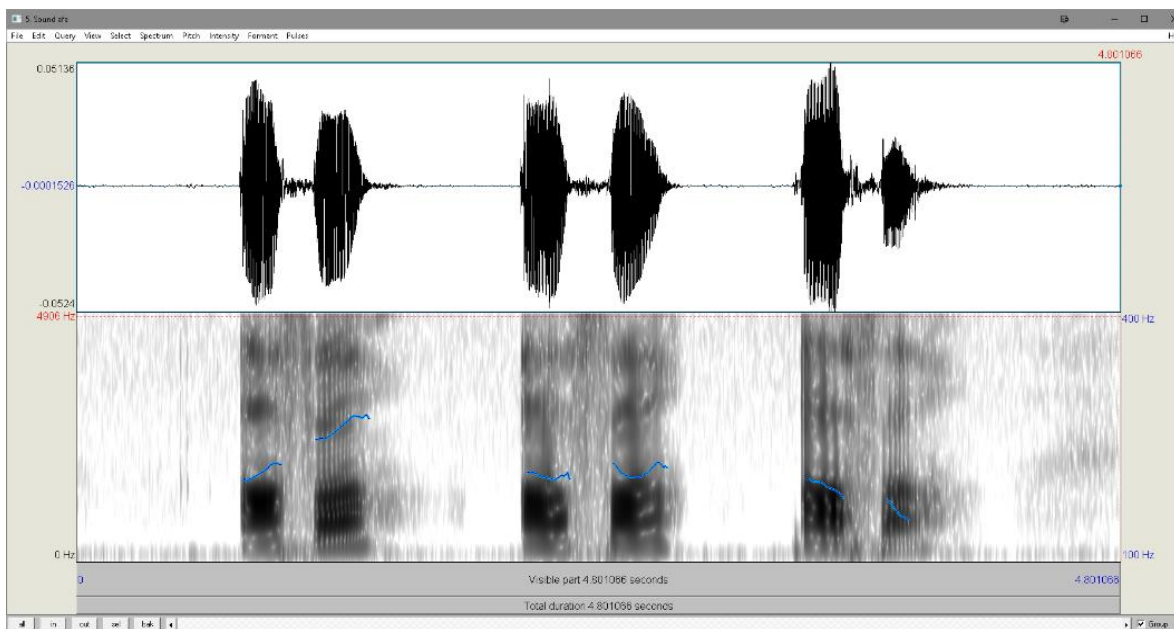 5. Sound afs
File Edit Query View Select Spectrum Pitch Intensity Formant Pulses H
4.801066
0.05136
-0.0001526
-0.0524
4906 Hz
400 Hz
0 Hz
100 Hz
0 Visible part 4.801066 seconds 4.801066
Total duration 4.801066 seconds
all in out sel bak Group